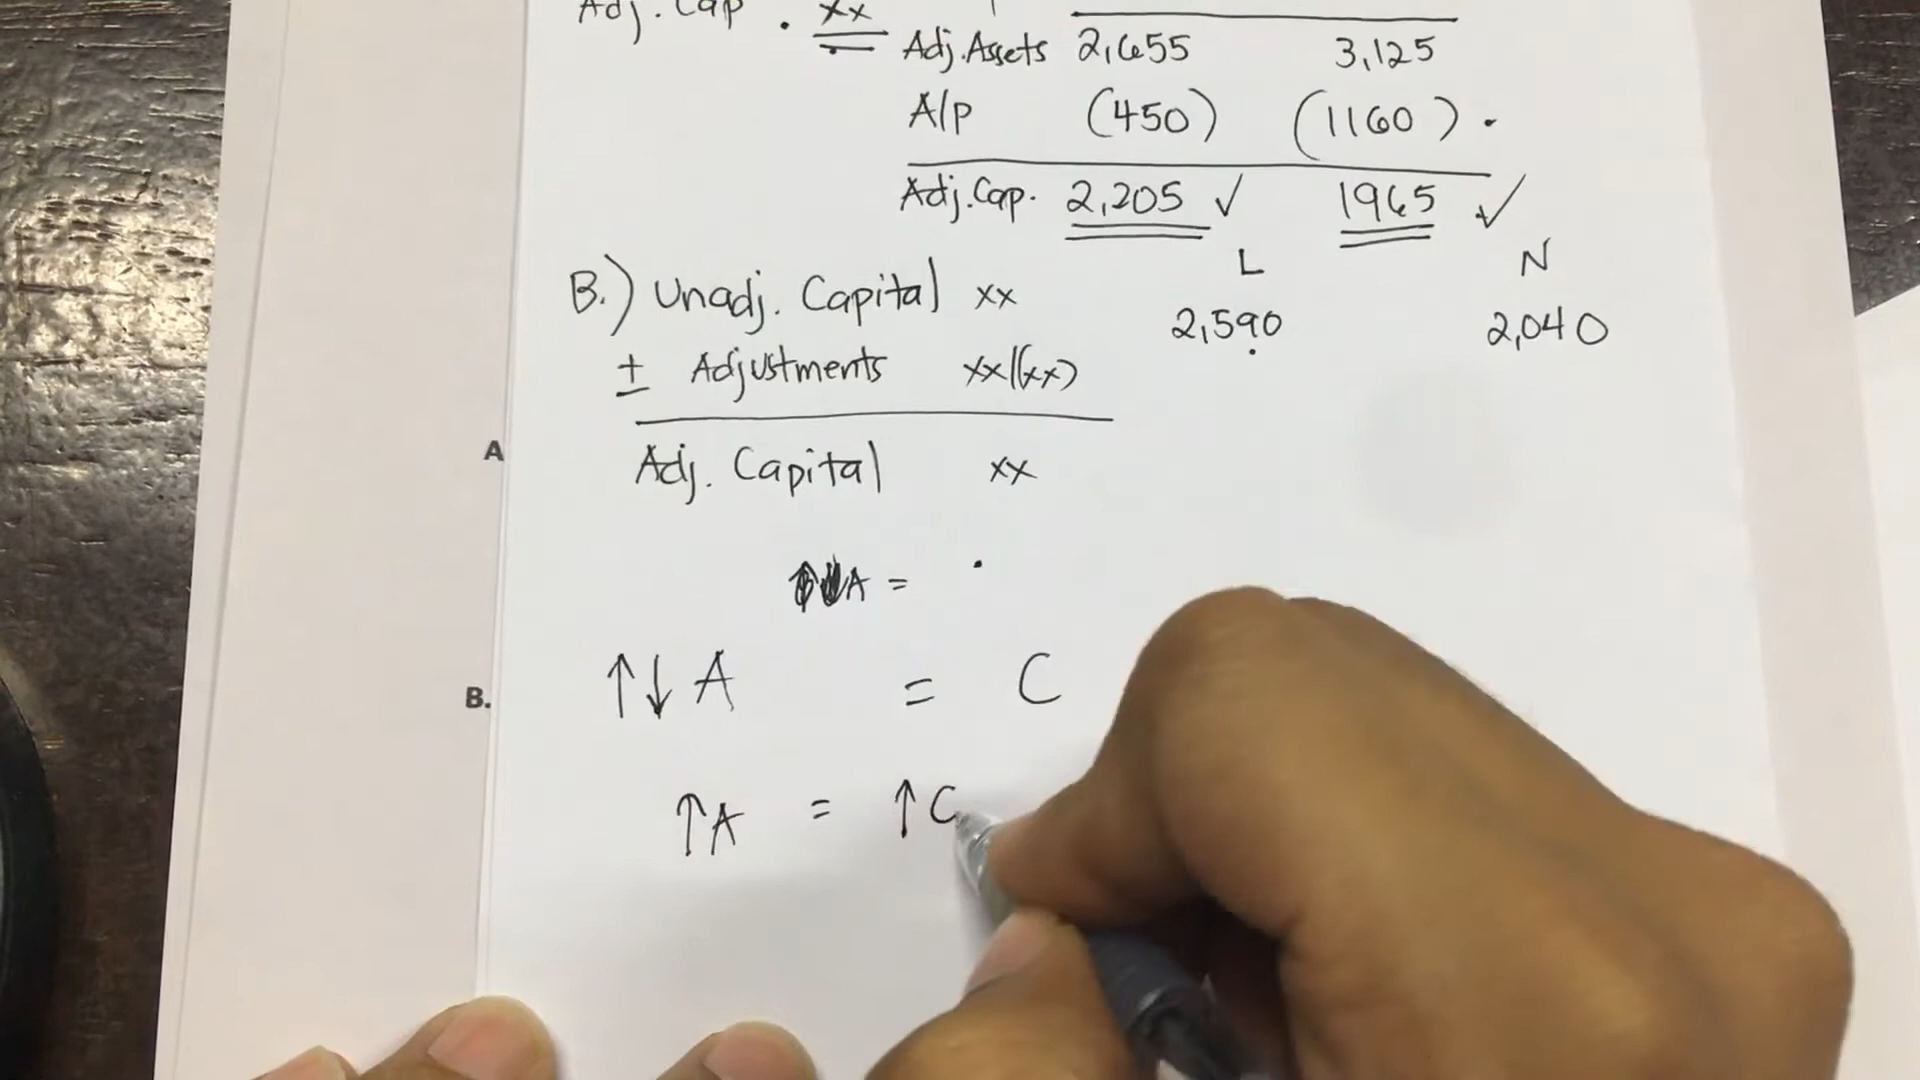 Adj. Cap . xx
Adj. Assets 2,655 3,125
A/p (450) (1160) .
Adj. Cap. 2,205 ✓ 1965 ✓
L N
B.) Unadj. Capital xx 2,590 2,040
± Adjustments xx/(xx)
A
Adj. Capital xx
A =
B. ↑↓ A = C
↑A = ↑C